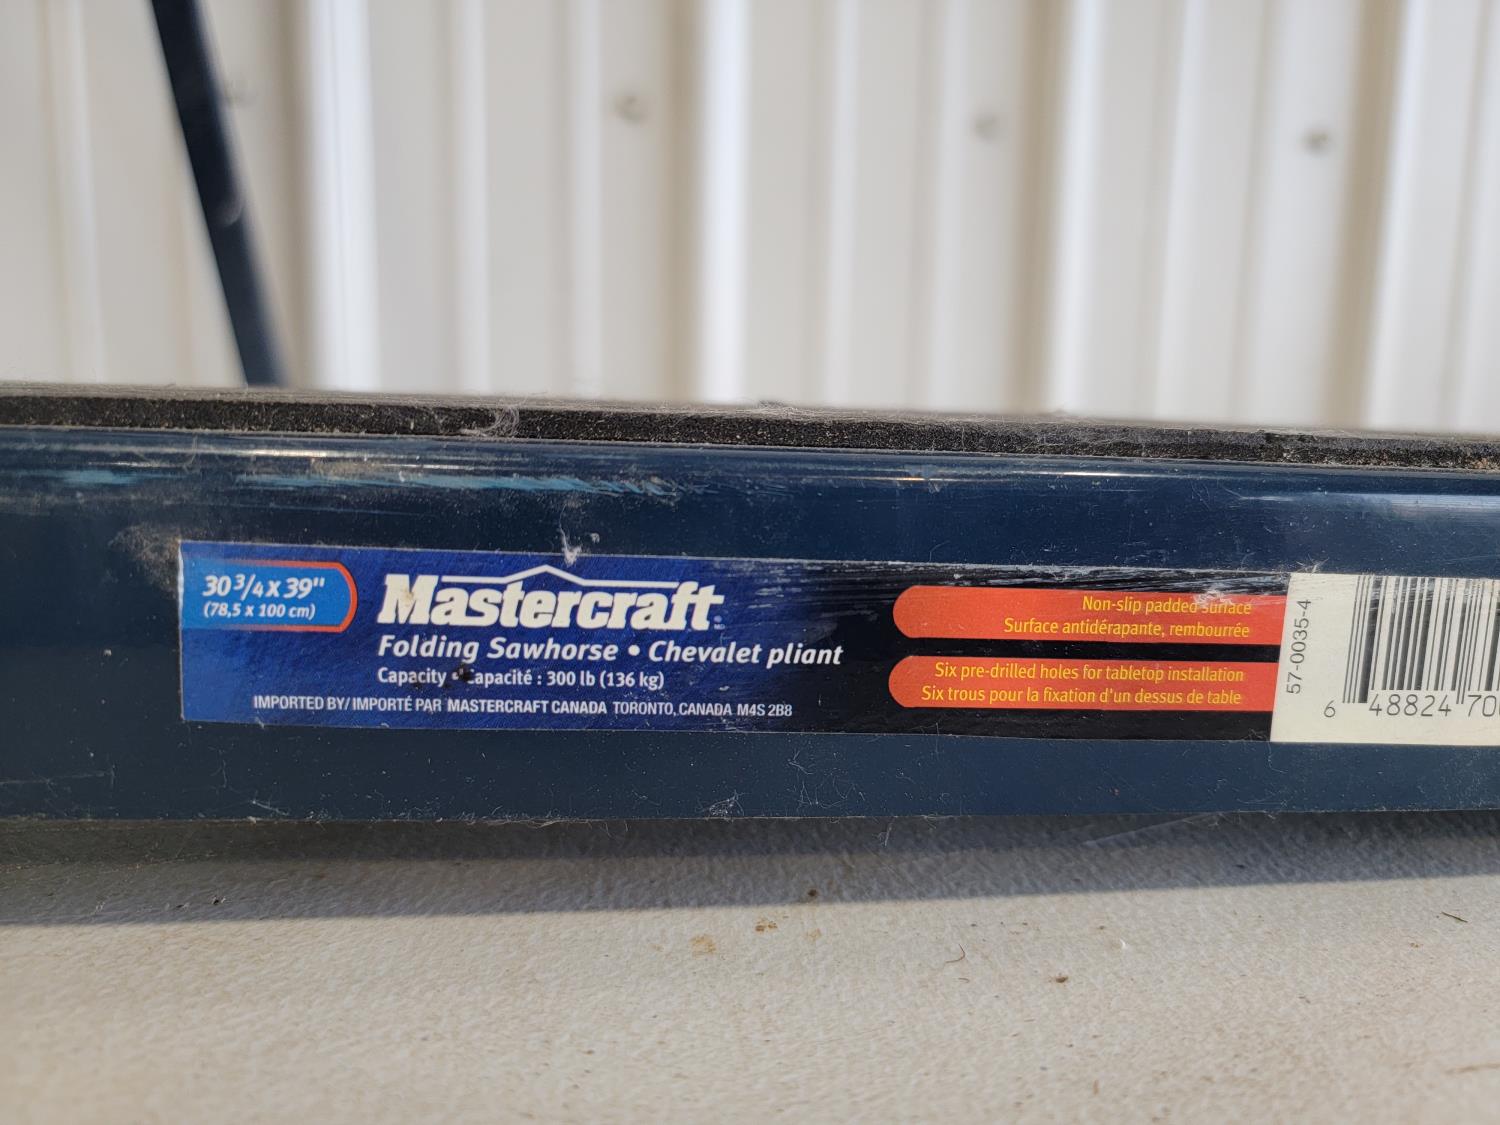 30 3/4 x 39"
(78,5 x 100 cm)
Mastercraft
Folding Sawhorse • Chevalet pliant
Capacity • Capacité : 300 lb (136 kg)
IMPORTED BY/ IMPORTÉ PAR MASTERCRAFT CANADA TORONTO, CANADA M4S 2B8
Non-slip padded surface
Surface antidérapante, rembourrée
Six pre-drilled holes for tabletop installation
Six trous pour la fixation d'un dessus de table
57-0035-4
6 48824 70